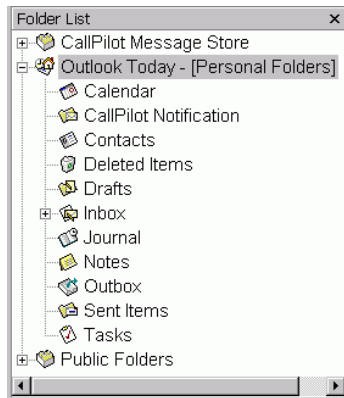 Folder List
CallPilot Message Store
Outlook Today - [Personal Folders]
Calendar
CallPilot Notification
Contacts
Deleted Items
Drafts
Inbox
Journal
Notes
Outbox
Sent Items
Tasks
Public Folders